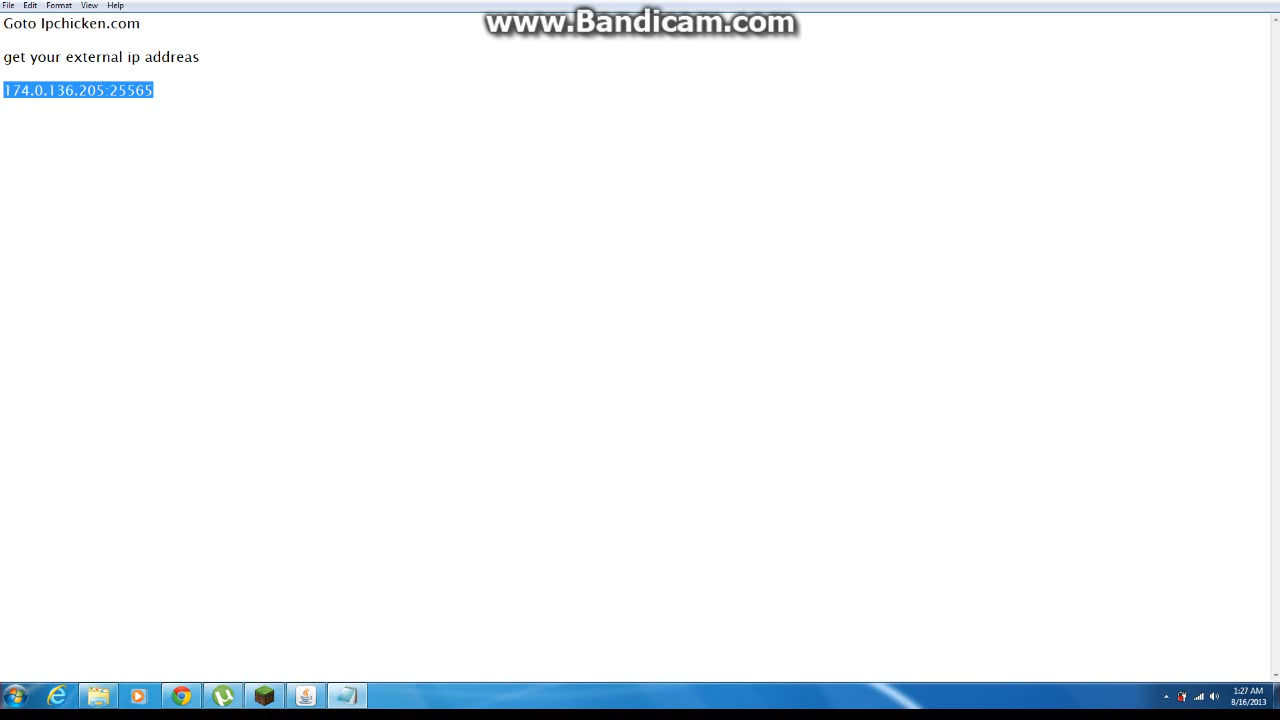 File Edit Format View Help
www.Bandicam.com
Goto Ipchicken.com
get your external ip addreas
174.0.136.205:25565
1:27 AM
8/16/2013